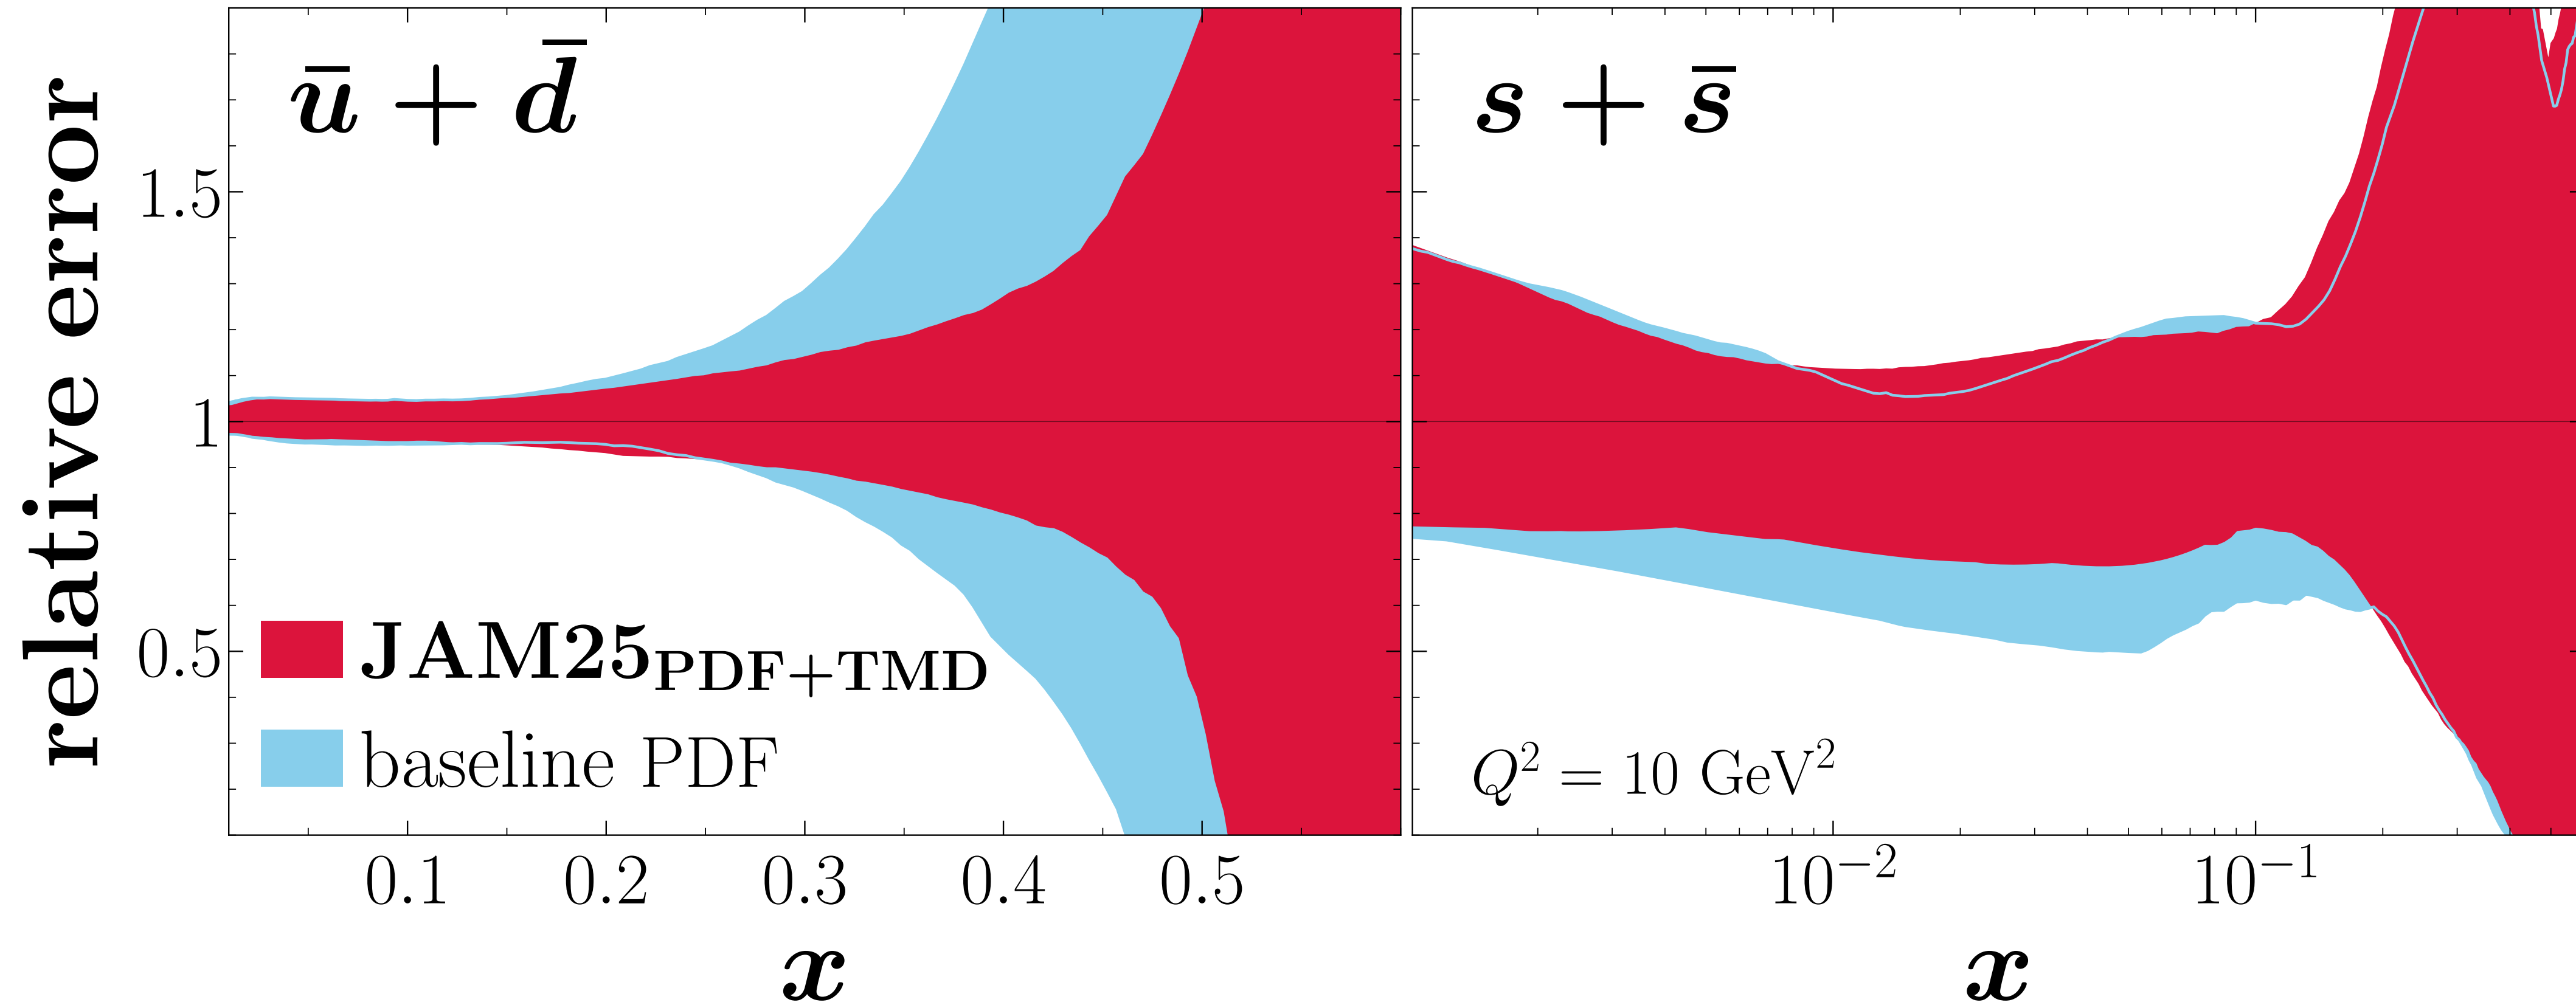 relative error
1.5
1
0.5
ū + d̄
JAM25PDF+TMD
baseline PDF
0.1 0.2 0.3 0.4 0.5
x
s + s̄
Q² = 10 GeV²
10⁻² 10⁻¹
x